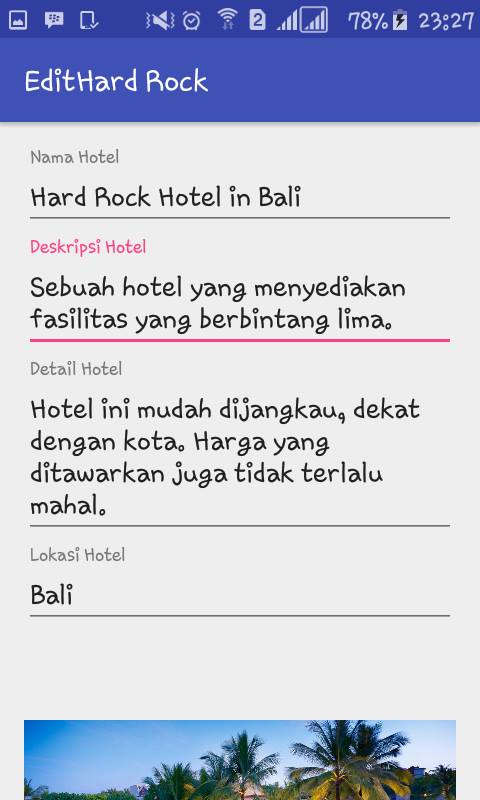 2 78% 23:27
EditHard Rock
Nama Hotel
Hard Rock Hotel in Bali
Deskripsi Hotel
Sebuah hotel yang menyediakan
fasilitas yang berbintang lima.
Detail Hotel
Hotel ini mudah dijangkau, dekat
dengan kota. Harga yang
ditawarkan juga tidak terlalu
mahal.
Lokasi Hotel
Bali